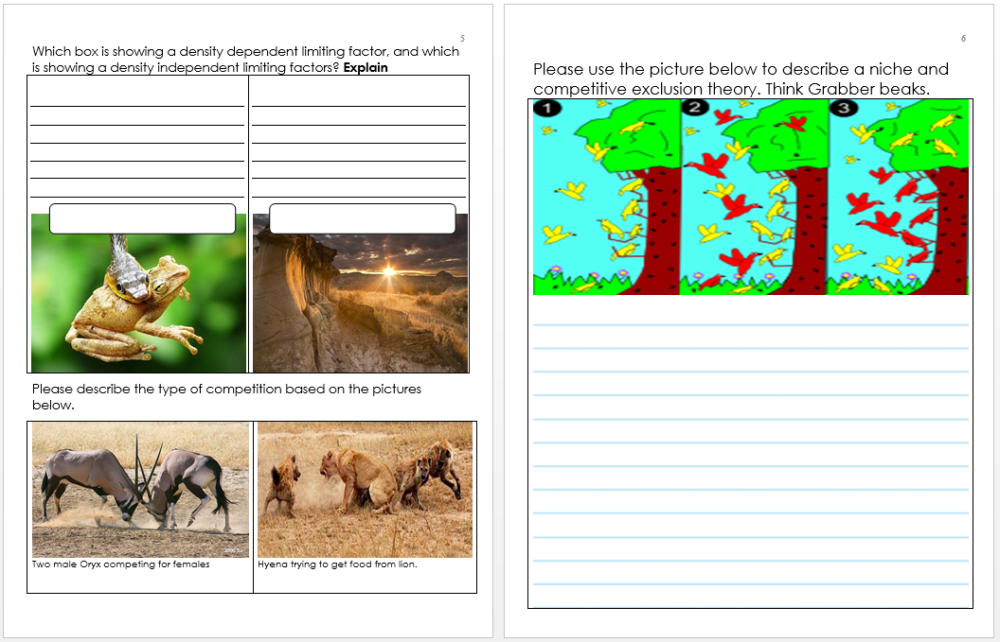 5
Which box is showing a density dependent limiting factor, and which
is showing a density independent limiting factors? Explain
Please describe the type of competition based on the pictures
below.
Two male Oryx competing for females
Hyena trying to get food from lion.
6
Please use the picture below to describe a niche and
competitive exclusion theory. Think Grabber beaks.
1
2
3